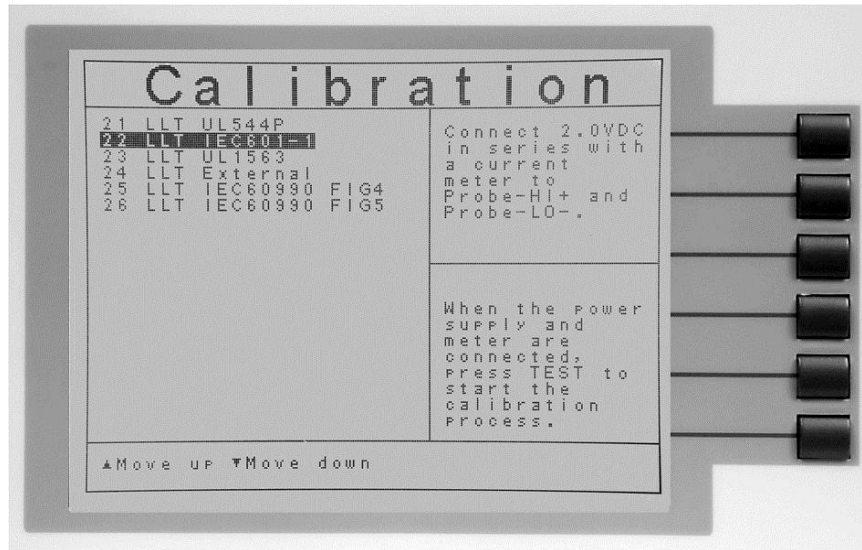 Calibration
21 LLT UL544P
22 LLT IEC601-1
23 LLT UL1563
24 LLT External
25 LLT IEC60990 FIG4
26 LLT IEC60990 FIG5
Connect 2.0VDC
in series with
a current
meter to
Probe-HI+ and
Probe-LO-.
When the power
supply and
meter are
connected,
press TEST to
start the
calibration
process.
▲Move up ▼Move down